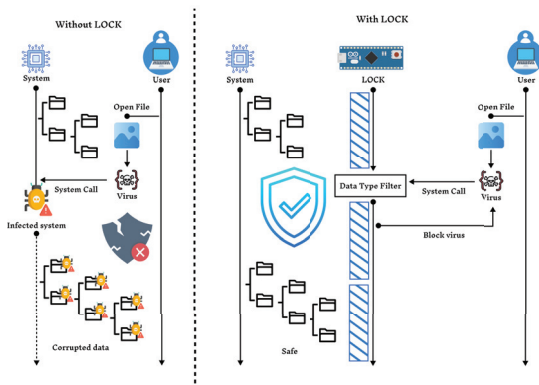 Without LOCK
System
User
Open File
System Call
Virus
Infected system
Corrupted data
With LOCK
System
LOCK
User
Open File
Data Type Filter
System Call
Virus
Block virus
Safe